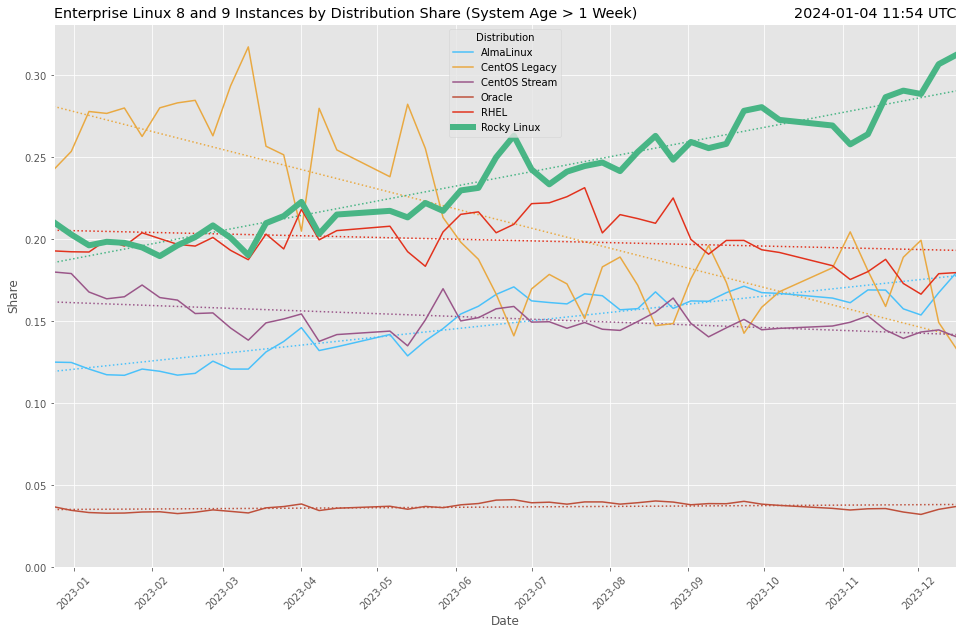 Enterprise Linux 8 and 9 Instances by Distribution Share (System Age > 1 Week)
2024-01-04 11:54 UTC
Distribution
AlmaLinux
CentOS Legacy
CentOS Stream
Oracle
RHEL
Rocky Linux
Share
0.30
0.25
0.20
0.15
0.10
0.05
0.00
2023-01
2023-02
2023-03
2023-04
2023-05
2023-06
2023-07
2023-08
2023-09
2023-10
2023-11
2023-12
Date